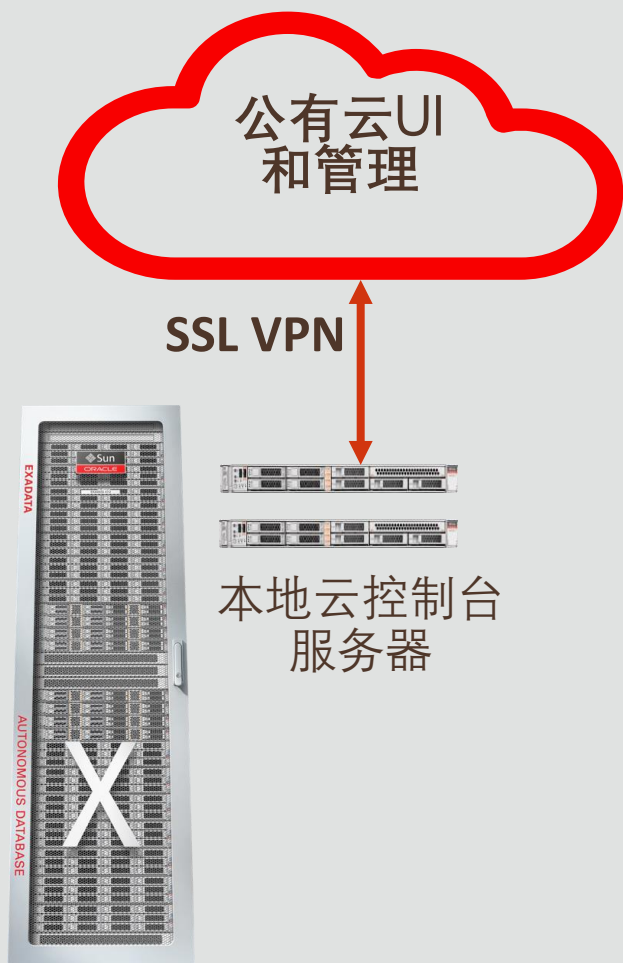 公有云UI
和管理
SSL VPN
Sun
ORACLE
EXADATA
本地云控制台
服务器
AUTONOMOUS DATABASE
X